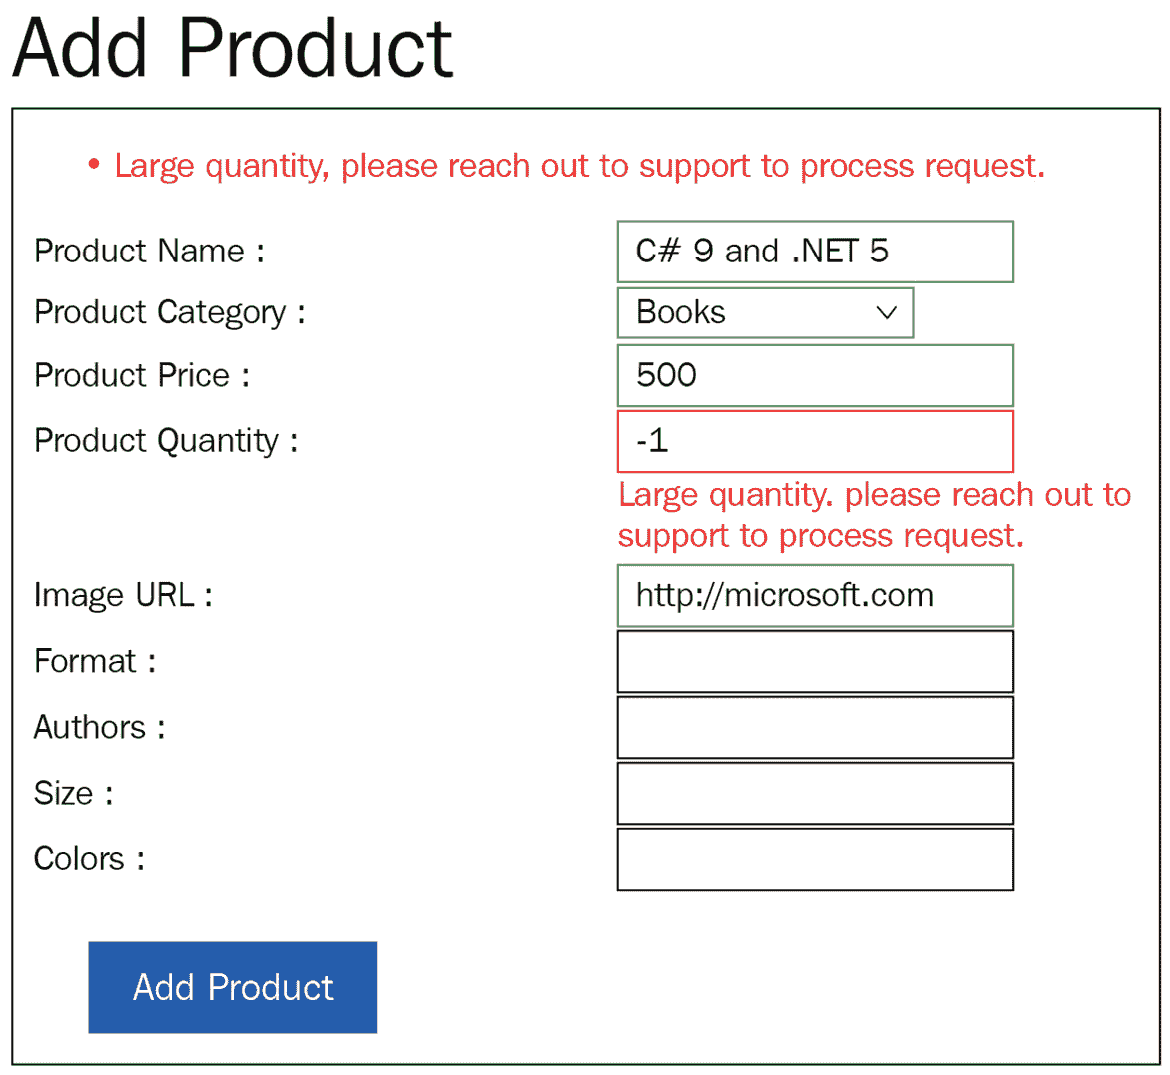 Add Product
• Large quantity, please reach out to support to process request.
Product Name : C# 9 and .NET 5
Product Category : Books
Product Price : 500
Product Quantity : -1
Large quantity. please reach out to
support to process request.
Image URL : http://microsoft.com
Format :
Authors :
Size :
Colors :
Add Product